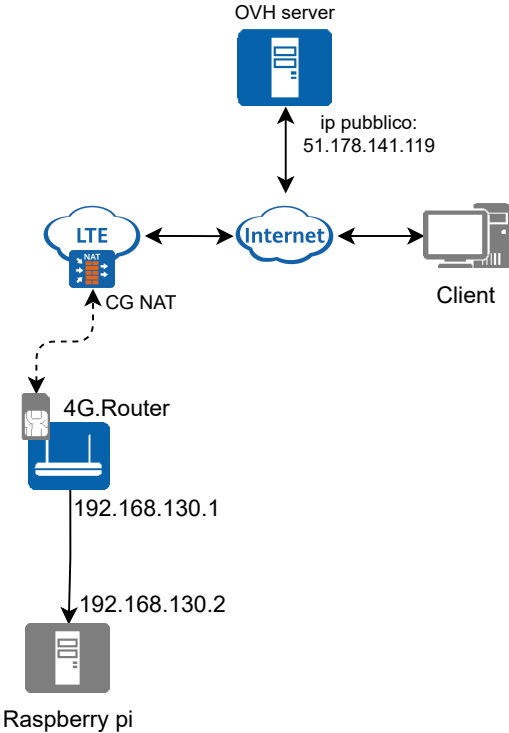 OVH server
ip pubblico:
51.178.141.119
LTE
Internet
NAT
CG NAT
Client
4G.Router
192.168.130.1
192.168.130.2
Raspberry pi